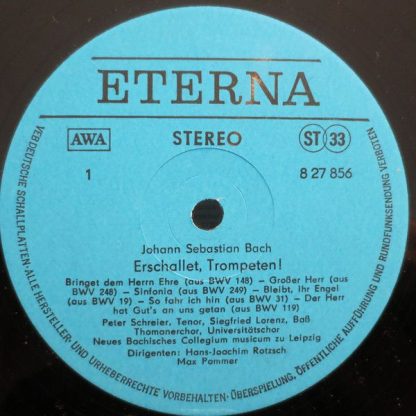 ETERNA
AWA
STEREO
ST 33
1
8 27 856
Johann Sebastian Bach
Erschallet, Trompeten!
Bringet dem Herrn Ehre (aus BWV 148) – Großer Herr (aus
BWV 248) – Sinfonia (aus BWV 249) – Bleibt, Ihr Engel
(aus BWV 19) – So fahr ich hin (aus BWV 31) – Der Herr
hat Gut's an uns getan (aus BWV 119)
Peter Schreier, Tenor, Siegfried Lorenz, Baß
Thomanerchor, Universitätschor
Neues Bachisches Collegium musicum zu Leipzig
Dirigenten: Hans-Joachim Rotzsch
Max Pommer
VEB DEUTSCHE SCHALLPLATTEN · ALLE HERSTELLER- UND URHEBERRECHTE VORBEHALTEN · ÜBERSPIELUNG, ÖFFENTLICHE AUFFÜHRUNG UND RUNDFUNKSENDUNG VERBOTEN